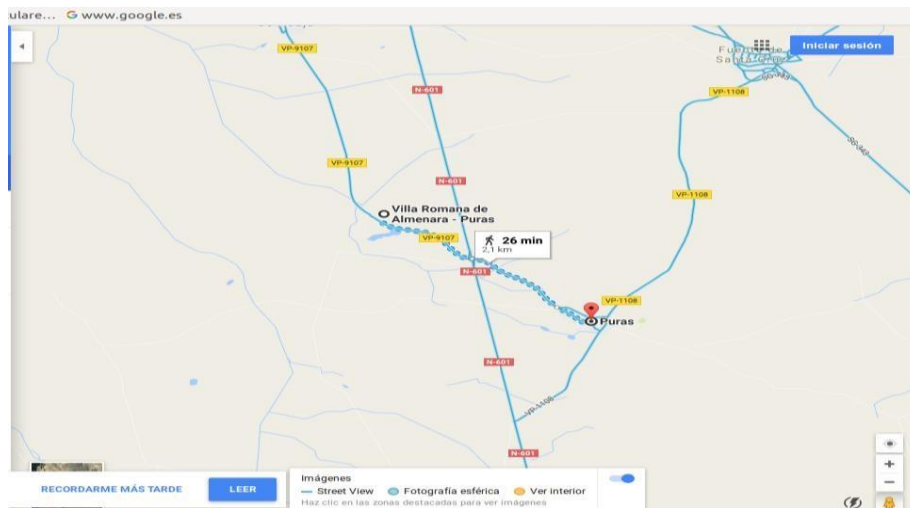 ulare... G www.google.es
VP-9107
Iniciar sesión
N-601
VP-1108
VP-9107
N-601
VP-1108
Villa Romana de
Almenara - Puras
VP-9107
26 min
2,1 km
N-601
VP-1108
Puras
N-601
VP-1108
N-601
Imágenes
RECORDARME MÁS TARDE
LEER
Street View
Fotografía esférica
Ver interior
Haz clic en las zonas destacadas para ver imágenes